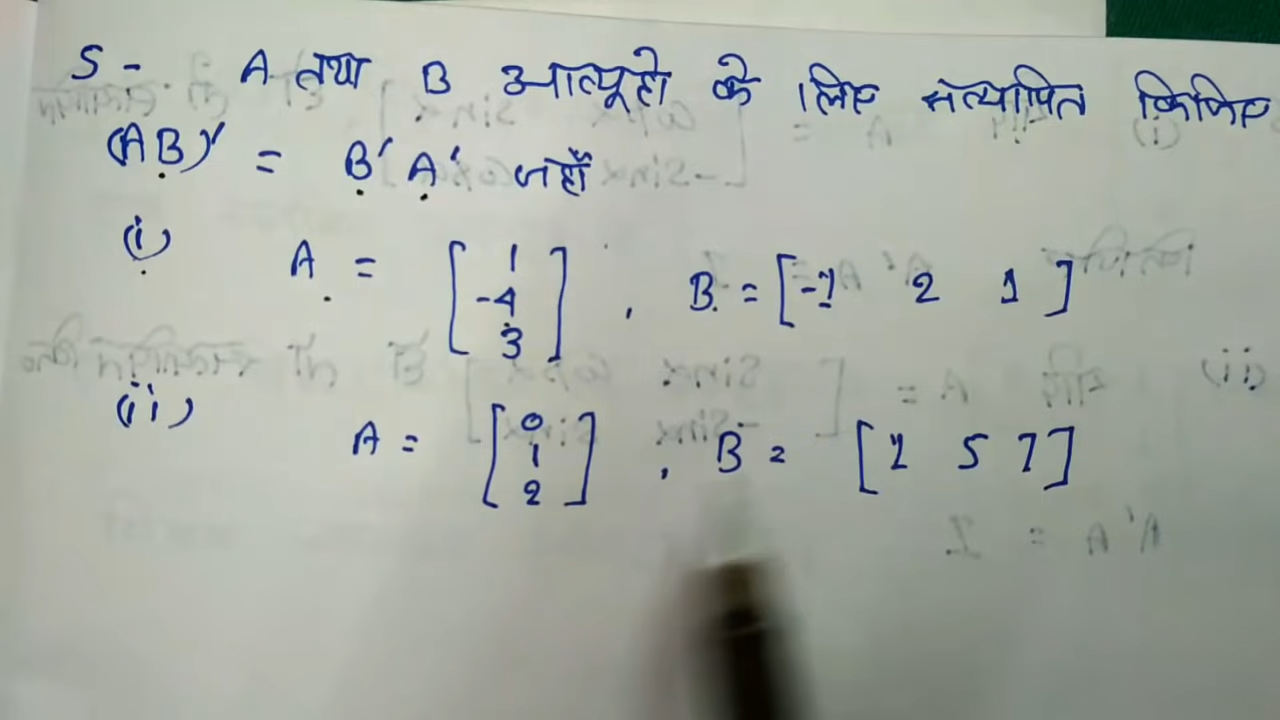 5- A तथा B आव्यूहो के लिए सत्यापित किजिए
(AB)' = B'A' जहाँ
(i) A = [1 -4 3] , B = [-1 2 1]
(ii) A = [0 1 2] , B = [1 5 7]